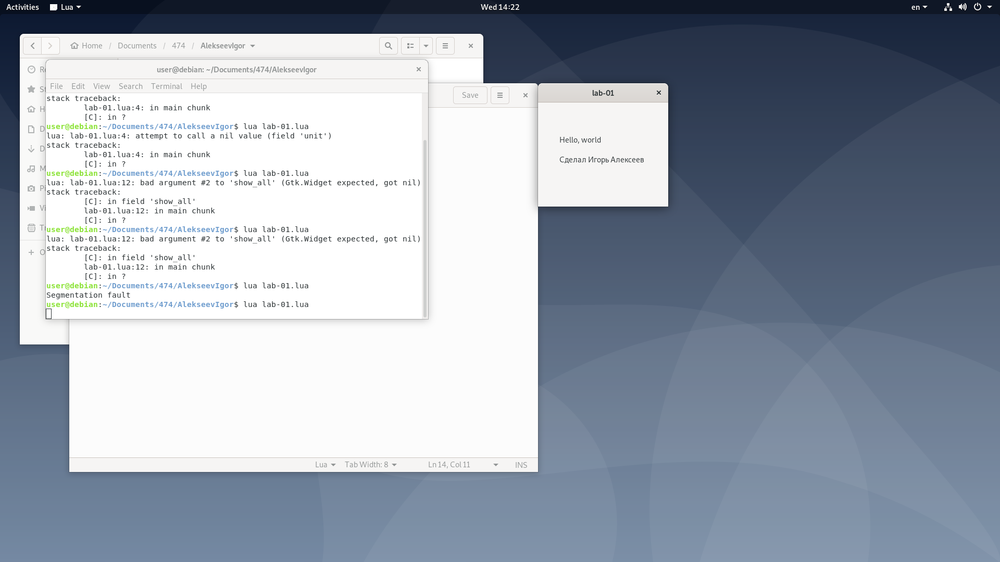 Activities Lua Wed 14:22 en
Home / Documents / 474 / AlekseevIgor
user@debian: ~/Documents/474/AlekseevIgor
File Edit View Search Terminal Help
Save
lab-01
stack traceback:
lab-01.lua:4: in main chunk
[C]: in ?
user@debian:~/Documents/474/AlekseevIgor$ lua lab-01.lua
lua: lab-01.lua:4: attempt to call a nil value (field 'unit')
stack traceback:
lab-01.lua:4: in main chunk
[C]: in ?
user@debian:~/Documents/474/AlekseevIgor$ lua lab-01.lua
lua: lab-01.lua:12: bad argument #2 to 'show_all' (Gtk.Widget expected, got nil)
stack traceback:
[C]: in field 'show_all'
lab-01.lua:12: in main chunk
[C]: in ?
user@debian:~/Documents/474/AlekseevIgor$ lua lab-01.lua
lua: lab-01.lua:12: bad argument #2 to 'show_all' (Gtk.Widget expected, got nil)
stack traceback:
[C]: in field 'show_all'
lab-01.lua:12: in main chunk
[C]: in ?
user@debian:~/Documents/474/AlekseevIgor$ lua lab-01.lua
Segmentation fault
user@debian:~/Documents/474/AlekseevIgor$ lua lab-01.lua
Hello, world
Сделал Игорь Алексеев
Lua Tab Width: 8 Ln 14, Col 11 INS